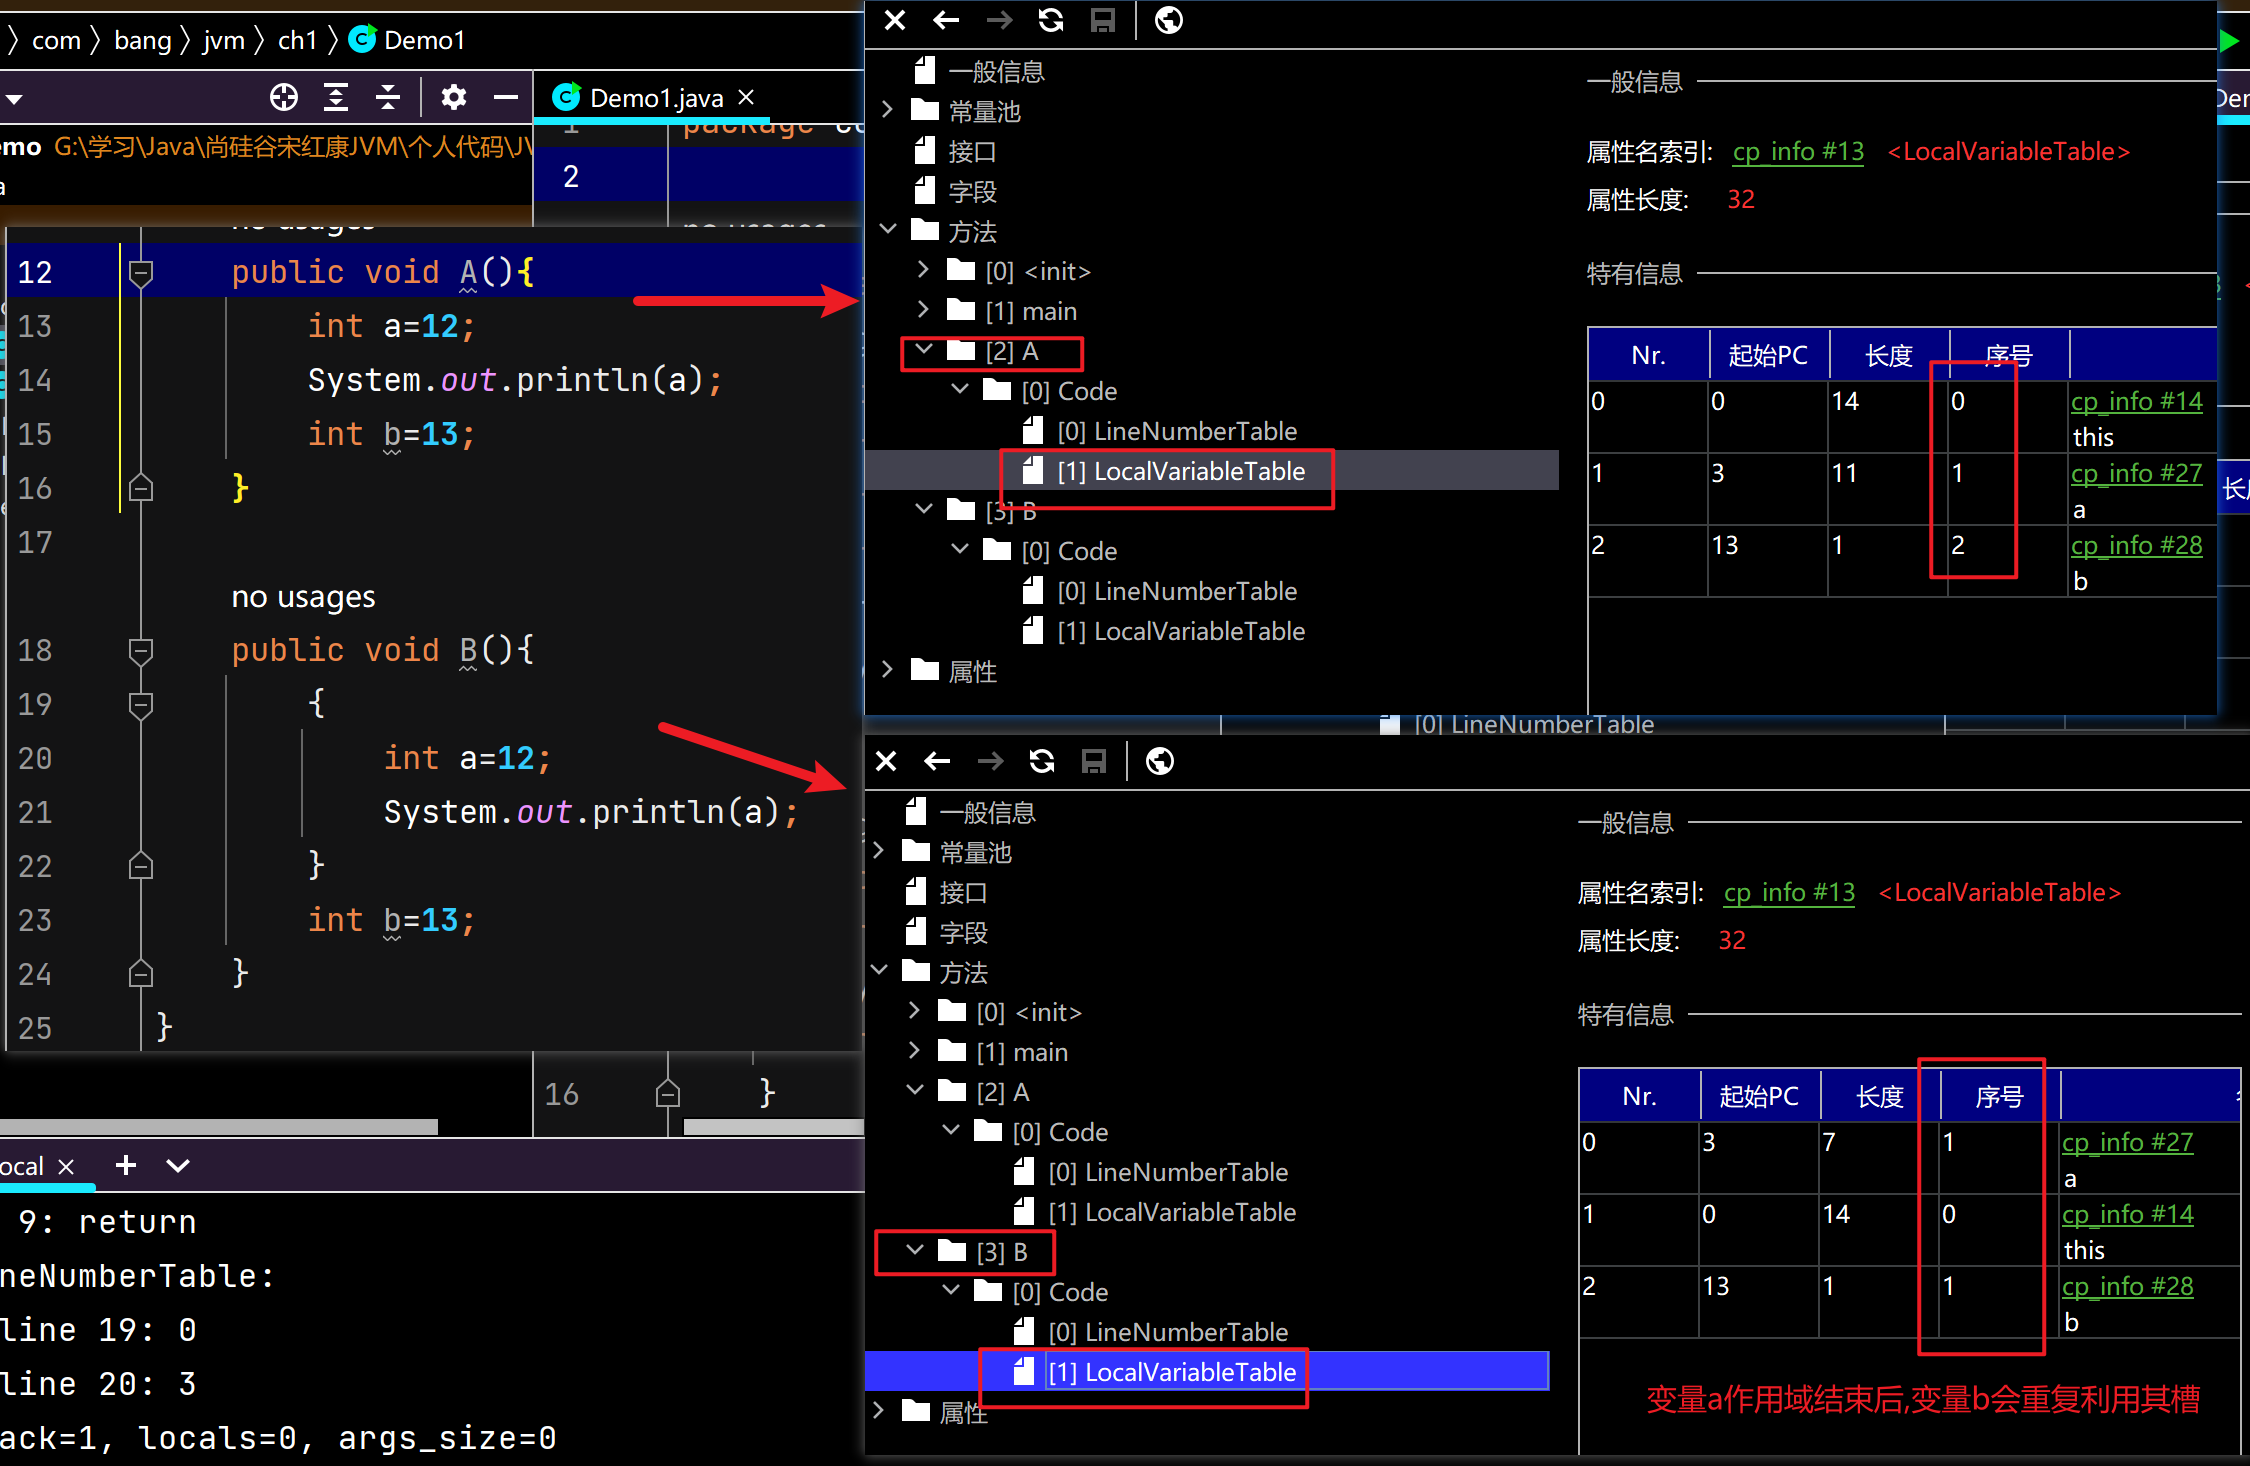 com bang jvm ch1 Demo1
Demo1.java
emo G:\学习\Java\尚硅谷宋红康JVM\个人代码\JV
a
1 package
2
no usages
12 public void A(){
13 int a=12;
14 System.out.println(a);
15 int b=13;
16 }
17
no usages
18 public void B(){
19 {
20 int a=12;
21 System.out.println(a);
22 }
23 int b=13;
24 }
25 }
16 }
ocal
9: return
neNumberTable:
line 19: 0
line 20: 3
ack=1, locals=0, args_size=0
一般信息
常量池
接口
字段
方法
[0] <init>
[1] main
[2] A
[0] Code
[0] LineNumberTable
[1] LocalVariableTable
[3] B
[0] Code
[0] LineNumberTable
[1] LocalVariableTable
属性
一般信息
属性名索引: cp_info #13 <LocalVariableTable>
属性长度: 32
特有信息
Nr. 起始PC 长度 序号
0 0 14 0 cp_info #14
this
1 3 11 1 cp_info #27
a
2 13 1 2 cp_info #28
b
[0] LineNumberTable
一般信息
常量池
接口
字段
方法
[0] <init>
[1] main
[2] A
[0] Code
[0] LineNumberTable
[1] LocalVariableTable
[3] B
[0] Code
[0] LineNumberTable
[1] LocalVariableTable
属性
一般信息
属性名索引: cp_info #13 <LocalVariableTable>
属性长度: 32
特有信息
Nr. 起始PC 长度 序号
0 3 7 1 cp_info #27
a
1 0 14 0 cp_info #14
this
2 13 1 1 cp_info #28
b
变量a作用域结束后,变量b会重复利用其槽